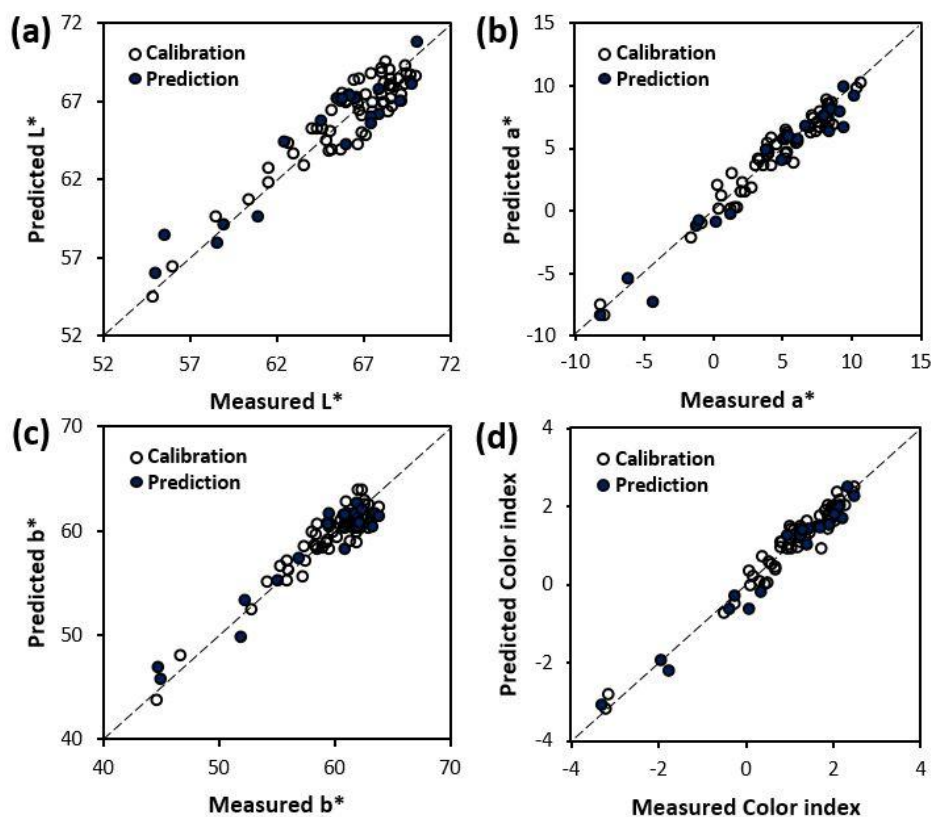 (a)
72
67
62
57
52
Predicted L*
Calibration
Prediction
52 57 62 67 72
Measured L*
(b)
15
10
5
0
-5
-10
Predicted a*
Calibration
Prediction
-10 -5 0 5 10 15
Measured a*
(c)
70
60
50
40
Predicted b*
Calibration
Prediction
40 50 60 70
Measured b*
(d)
4
2
0
-2
-4
Predicted Color index
Calibration
Prediction
-4 -2 0 2 4
Measured Color index